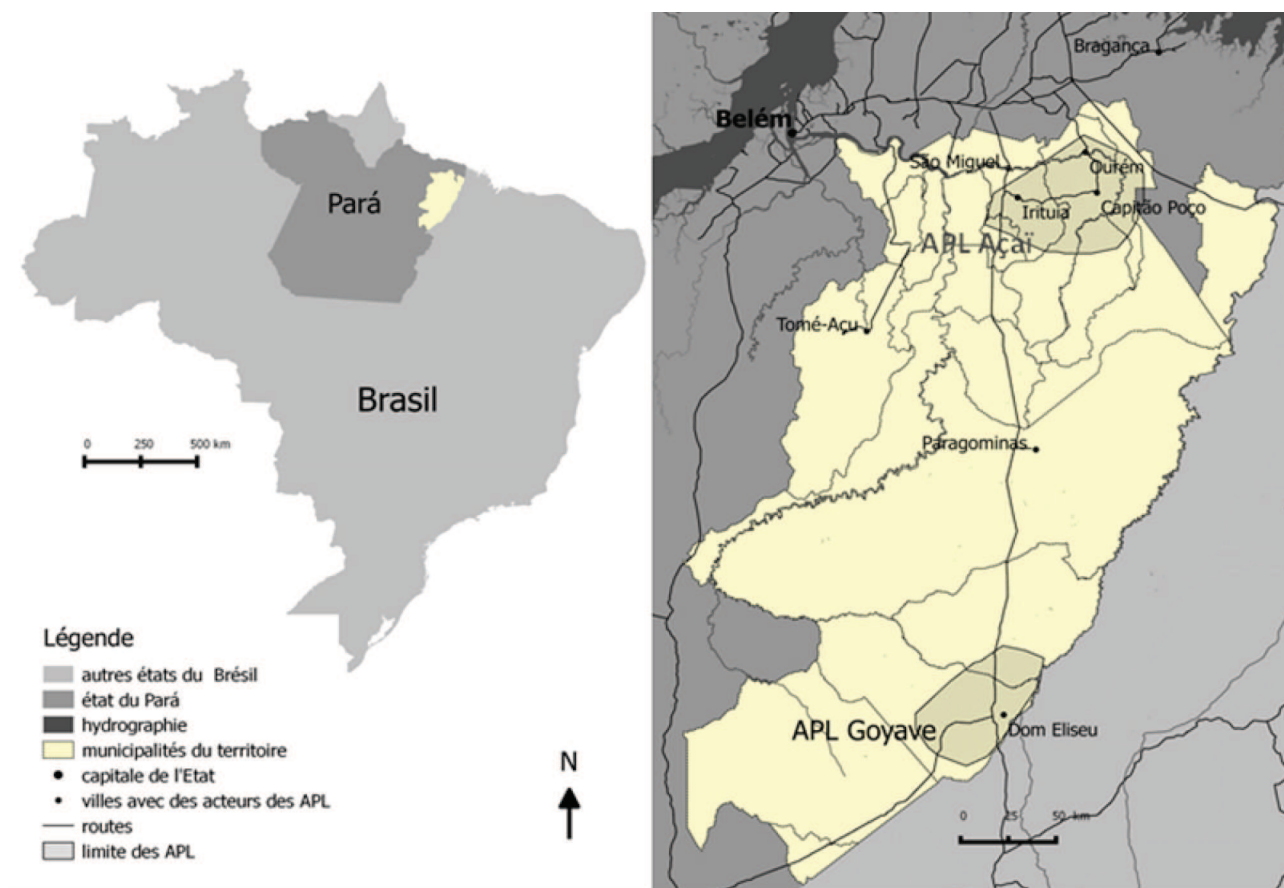 Pará
Brasil
0 250 500 km
Légende
autres états du Brésil
état du Pará
hydrographie
municipalités du territoire
capitale de l'Etat
villes avec des acteurs des APL
routes
limite des APL
N
Bragança
Belém
São Miguel
Ourém
Irituia
Capitão Poço
APL Açaï
Tomé-Açu
Paragominas
APL Goyave
Dom Eliseu
0 25 50 km